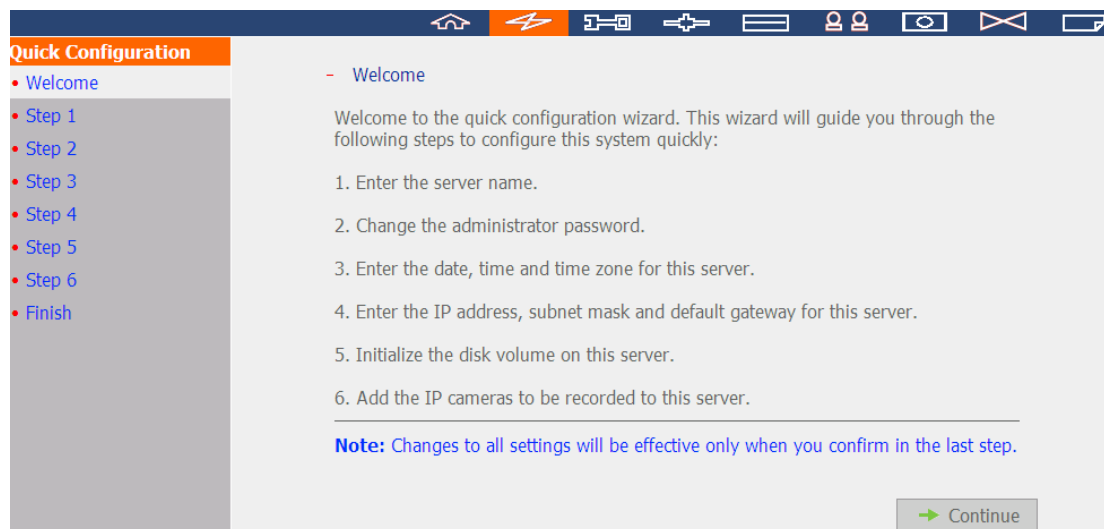 Quick Configuration
• Welcome
• Step 1
• Step 2
• Step 3
• Step 4
• Step 5
• Step 6
• Finish
- Welcome
Welcome to the quick configuration wizard. This wizard will guide you through the
following steps to configure this system quickly:
1. Enter the server name.
2. Change the administrator password.
3. Enter the date, time and time zone for this server.
4. Enter the IP address, subnet mask and default gateway for this server.
5. Initialize the disk volume on this server.
6. Add the IP cameras to be recorded to this server.
Note: Changes to all settings will be effective only when you confirm in the last step.
Continue